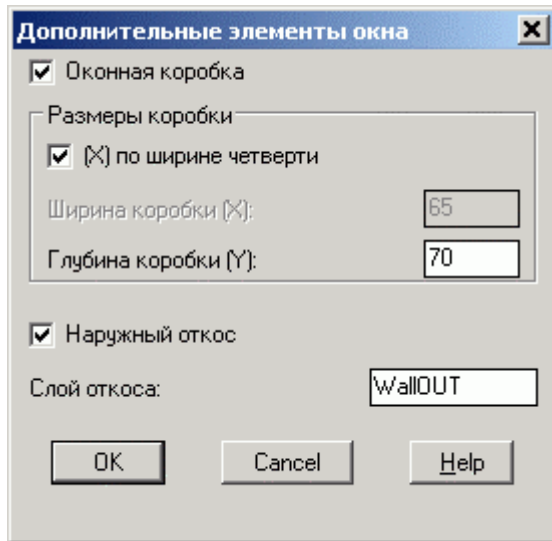 Дополнительные элементы окна
Оконная коробка
Размеры коробки
(X) по ширине четверти
Ширина коробки (X): 65
Глубина коробки (Y): 70
Наружный откос
Слой откоса: WallOUT
OK Cancel Help